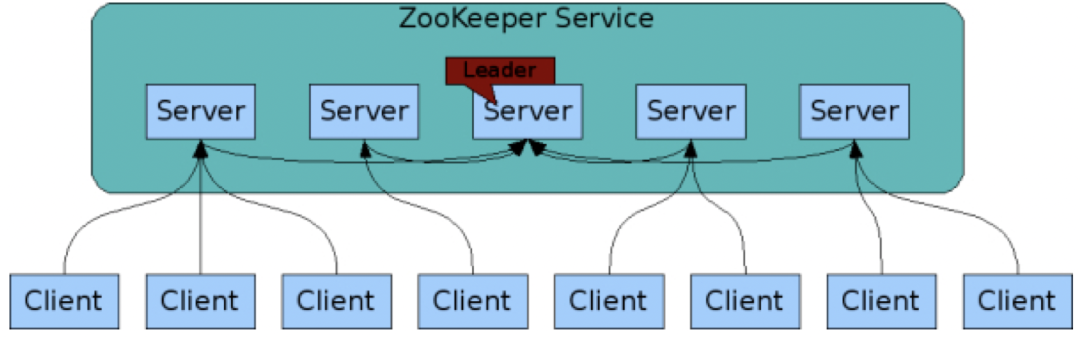 ZooKeeper Service
Leader
Server Server Server Server Server
Client Client Client Client Client Client Client Client